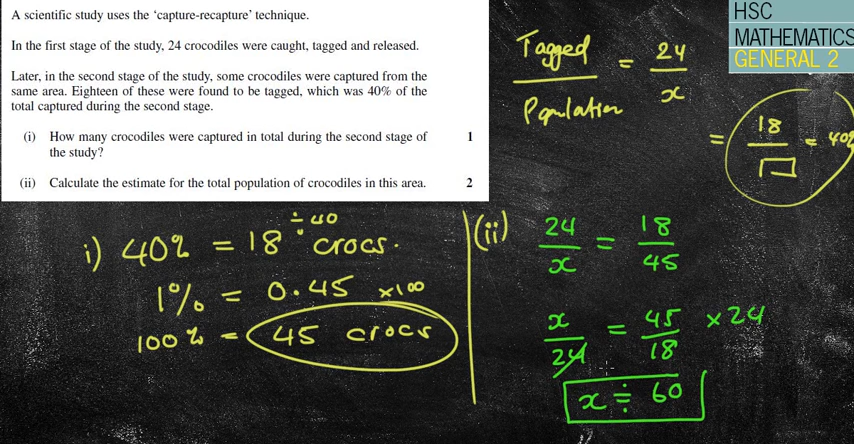 A scientific study uses the ‘capture-recapture’ technique.
In the first stage of the study, 24 crocodiles were caught, tagged and released.
Later, in the second stage of the study, some crocodiles were captured from the
same area. Eighteen of these were found to be tagged, which was 40% of the
total captured during the second stage.
(i) How many crocodiles were captured in total during the second stage of 1
the study?
(ii) Calculate the estimate for the total population of crocodiles in this area. 2
HSC
MATHEMATICS
GENERAL 2
Tagged / Population = 24 / x
= 18 / □ = 40%
i) 40% = 18 crocs. ÷40
1% = 0.45 ×100
100% = 45 crocs
(ii) 24 / x = 18 / 45
x / 24 = 45 / 18 × 24
x ≑ 60